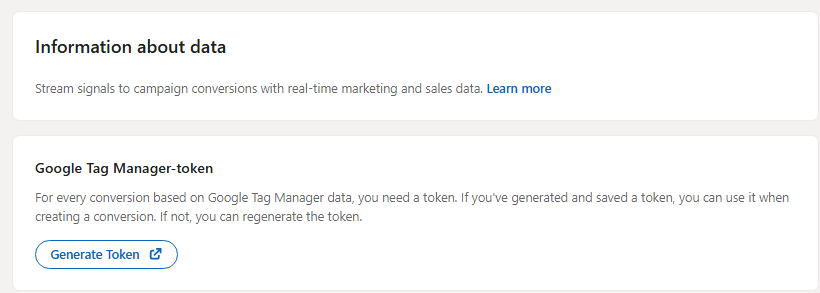 Information about data
Stream signals to campaign conversions with real-time marketing and sales data. Learn more
Google Tag Manager-token
For every conversion based on Google Tag Manager data, you need a token. If you've generated and saved a token, you can use it when
creating a conversion. If not, you can regenerate the token.
Generate Token